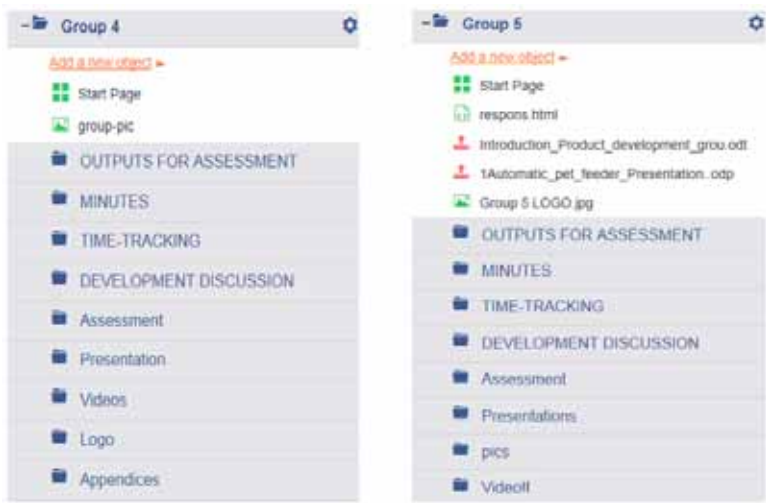 Group 4
Add a new object
Start Page
group-pic
OUTPUTS FOR ASSESSMENT
MINUTES
TIME-TRACKING
DEVELOPMENT DISCUSSION
Assessment
Presentation
Videos
Logo
Appendices
Group 5
Add a new object
Start Page
respons.html
Introduction_Product_development_grou.odt
1Automatic_pet_feeder_Presentation..odp
Group 5 LOGO.jpg
OUTPUTS FOR ASSESSMENT
MINUTES
TIME-TRACKING
DEVELOPMENT DISCUSSION
Assessment
Presentations
pics
Video!!